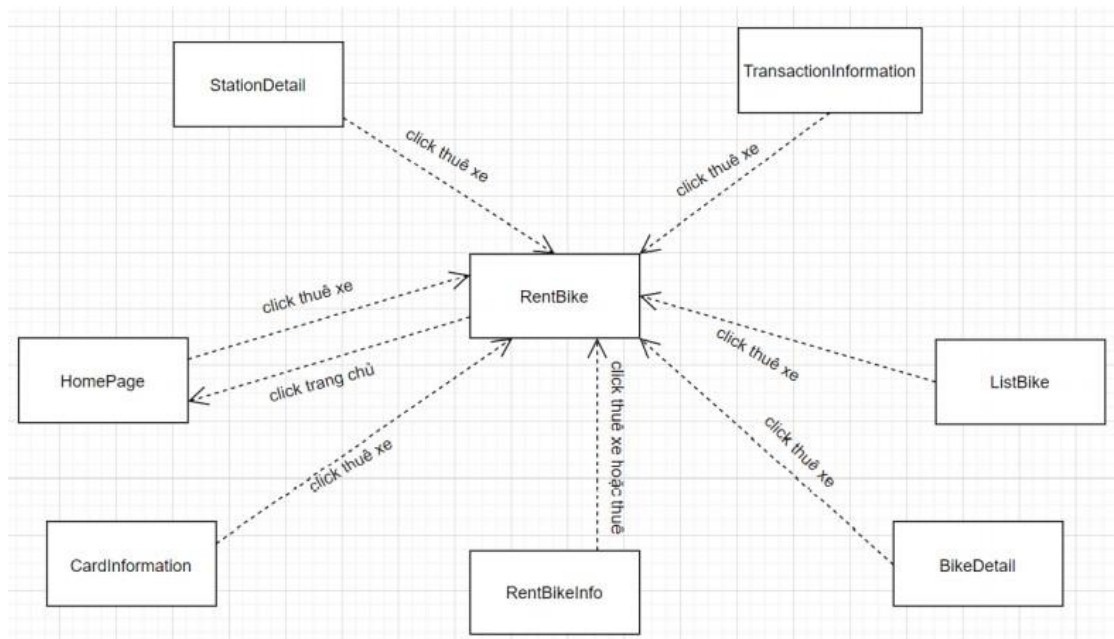 StationDetail
TransactionInformation
click thuê xe
click thuê xe
RentBike
click thuê xe
click trang chủ
click thuê xe
HomePage
ListBike
click thuê xe
click thuê xe hoặc thuê
click thuê xe
CardInformation
RentBikeInfo
BikeDetail